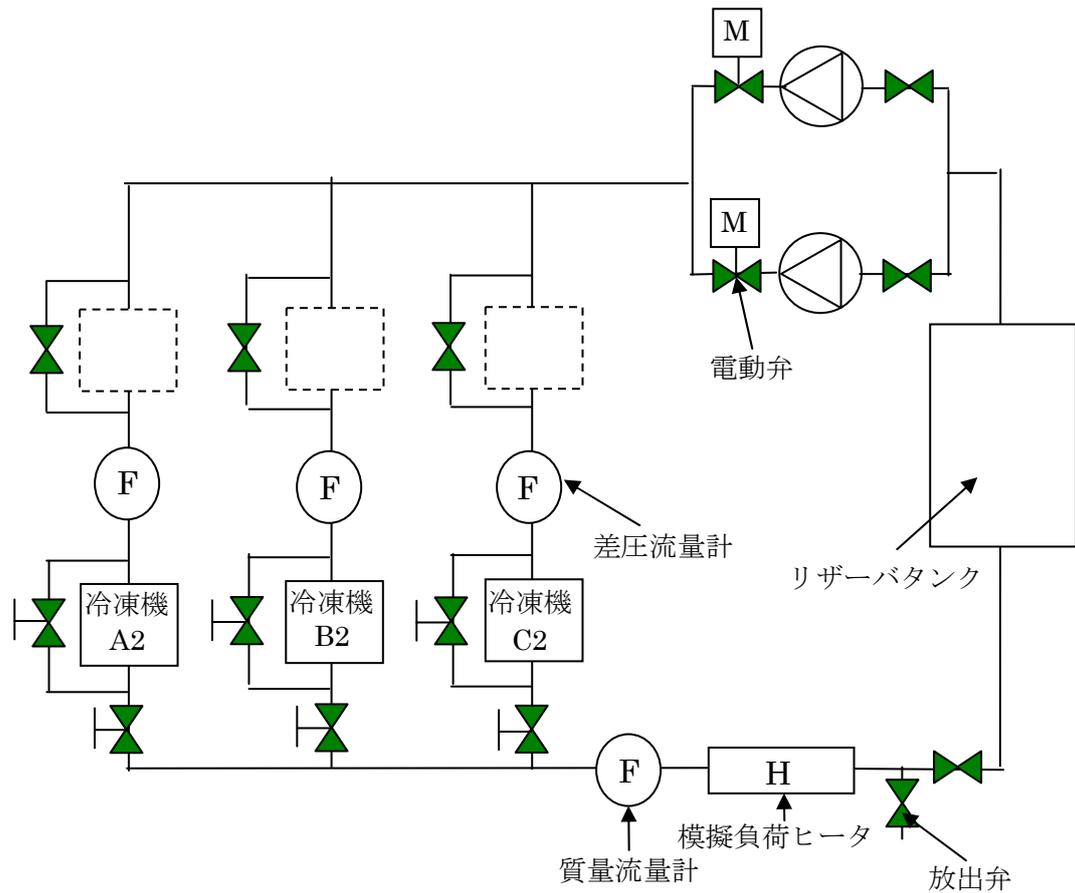 M
M
電動弁
F
F
F
差圧流量計
リザーバタンク
冷凍機
A2
冷凍機
B2
冷凍機
C2
F
H
模擬負荷ヒータ
質量流量計
放出弁